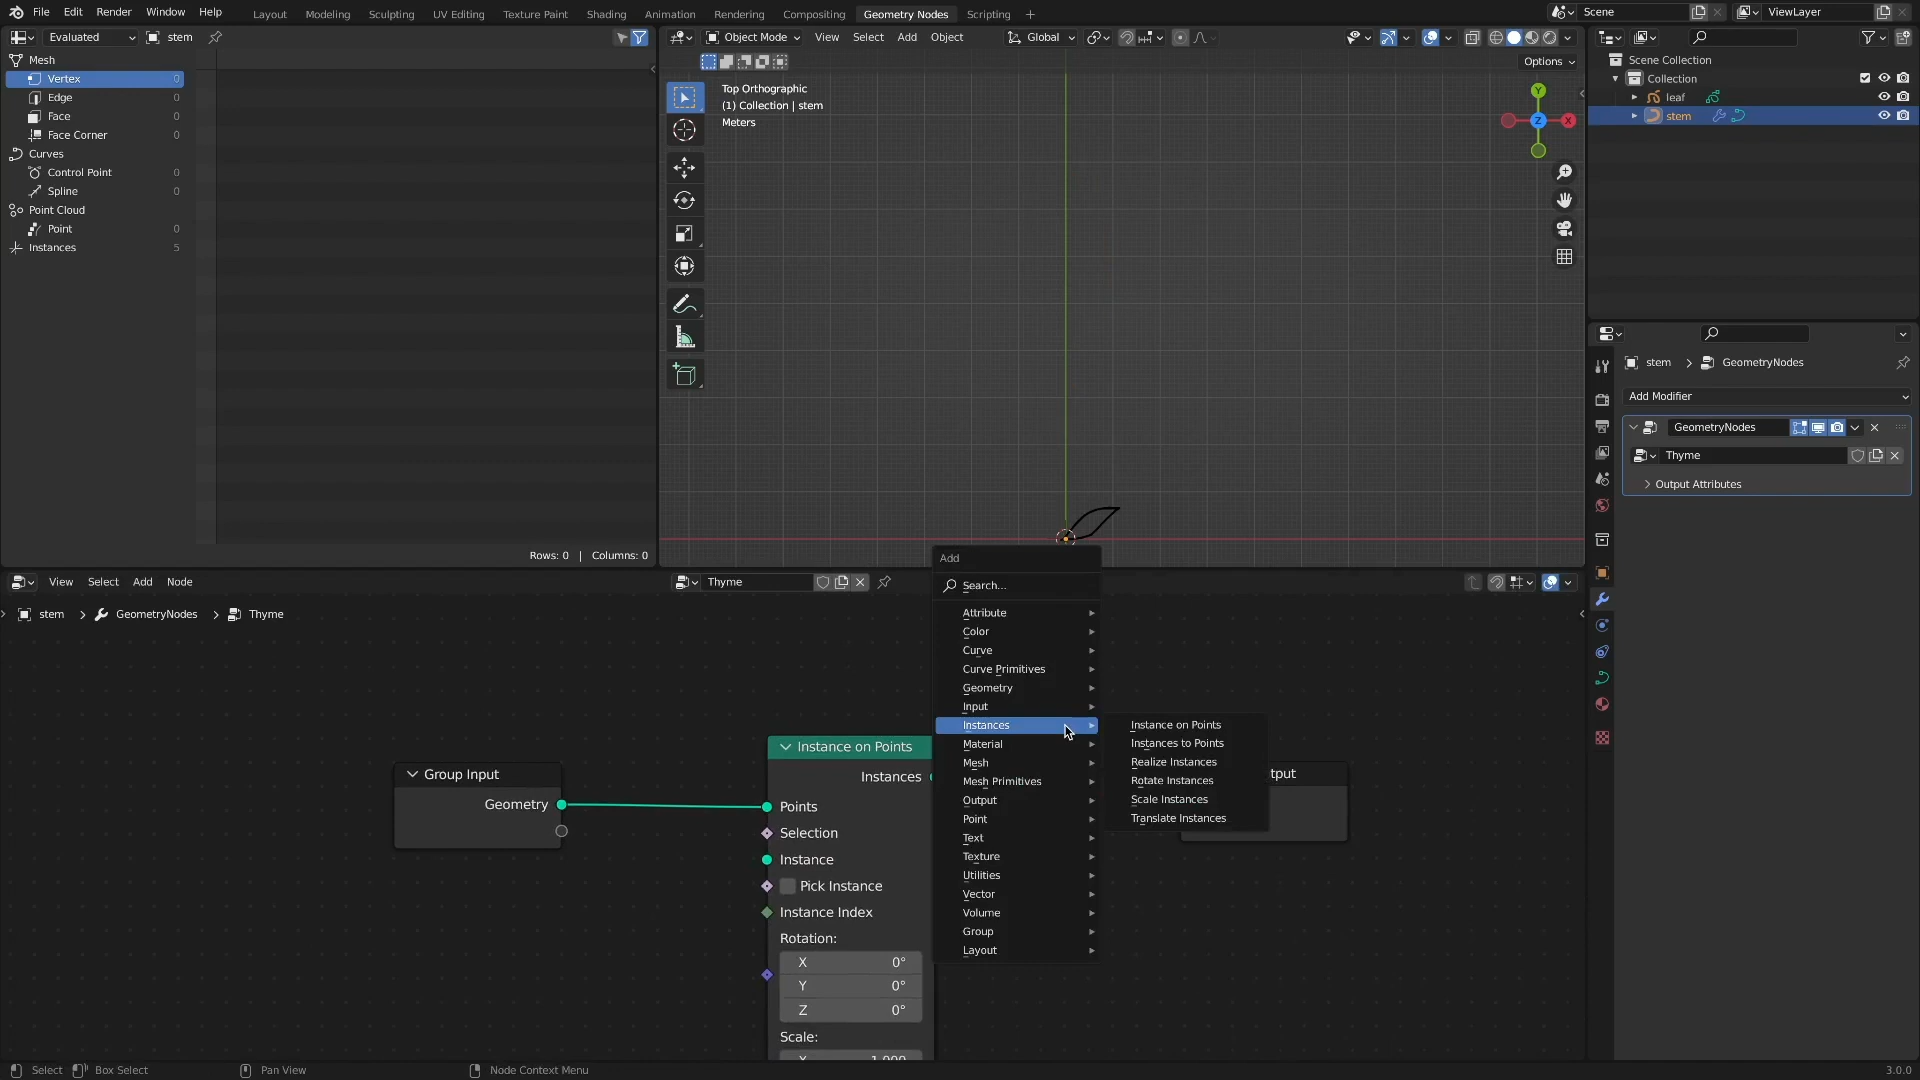 File Edit Render Window Help
Layout Modeling Sculpting UV Editing Texture Paint Shading Animation Rendering Compositing Geometry Nodes Scripting
Scene
ViewLayer
Evaluated stem
Mesh
Vertex 0
Edge 0
Face 0
Face Corner 0
Curves
Control Point 0
Spline 0
Point Cloud
Point 0
Instances 5
Rows: 0 | Columns: 0
Object Mode View Select Add Object Global
Options
Top Orthographic
(1) Collection | stem
Meters
Y
Z
X
Scene Collection
Collection
leaf
stem
stem GeometryNodes
Add Modifier
GeometryNodes
Thyme
Output Attributes
View Select Add Node
Thyme
stem GeometryNodes Thyme
Group Input
Geometry
Instance on Points
Instances
Points
Selection
Instance
Pick Instance
Instance Index
Rotation:
X 0°
Y 0°
Z 0°
Scale:
X 1.000
Add
Search...
Attribute
Color
Curve
Curve Primitives
Geometry
Input
Instances
Material
Mesh
Mesh Primitives
Output
Point
Text
Texture
Utilities
Vector
Volume
Group
Layout
Instance on Points
Instances to Points
Realize Instances
Rotate Instances
Scale Instances
Translate Instances
tput
Select Box Select Pan View Node Context Menu 3.0.0